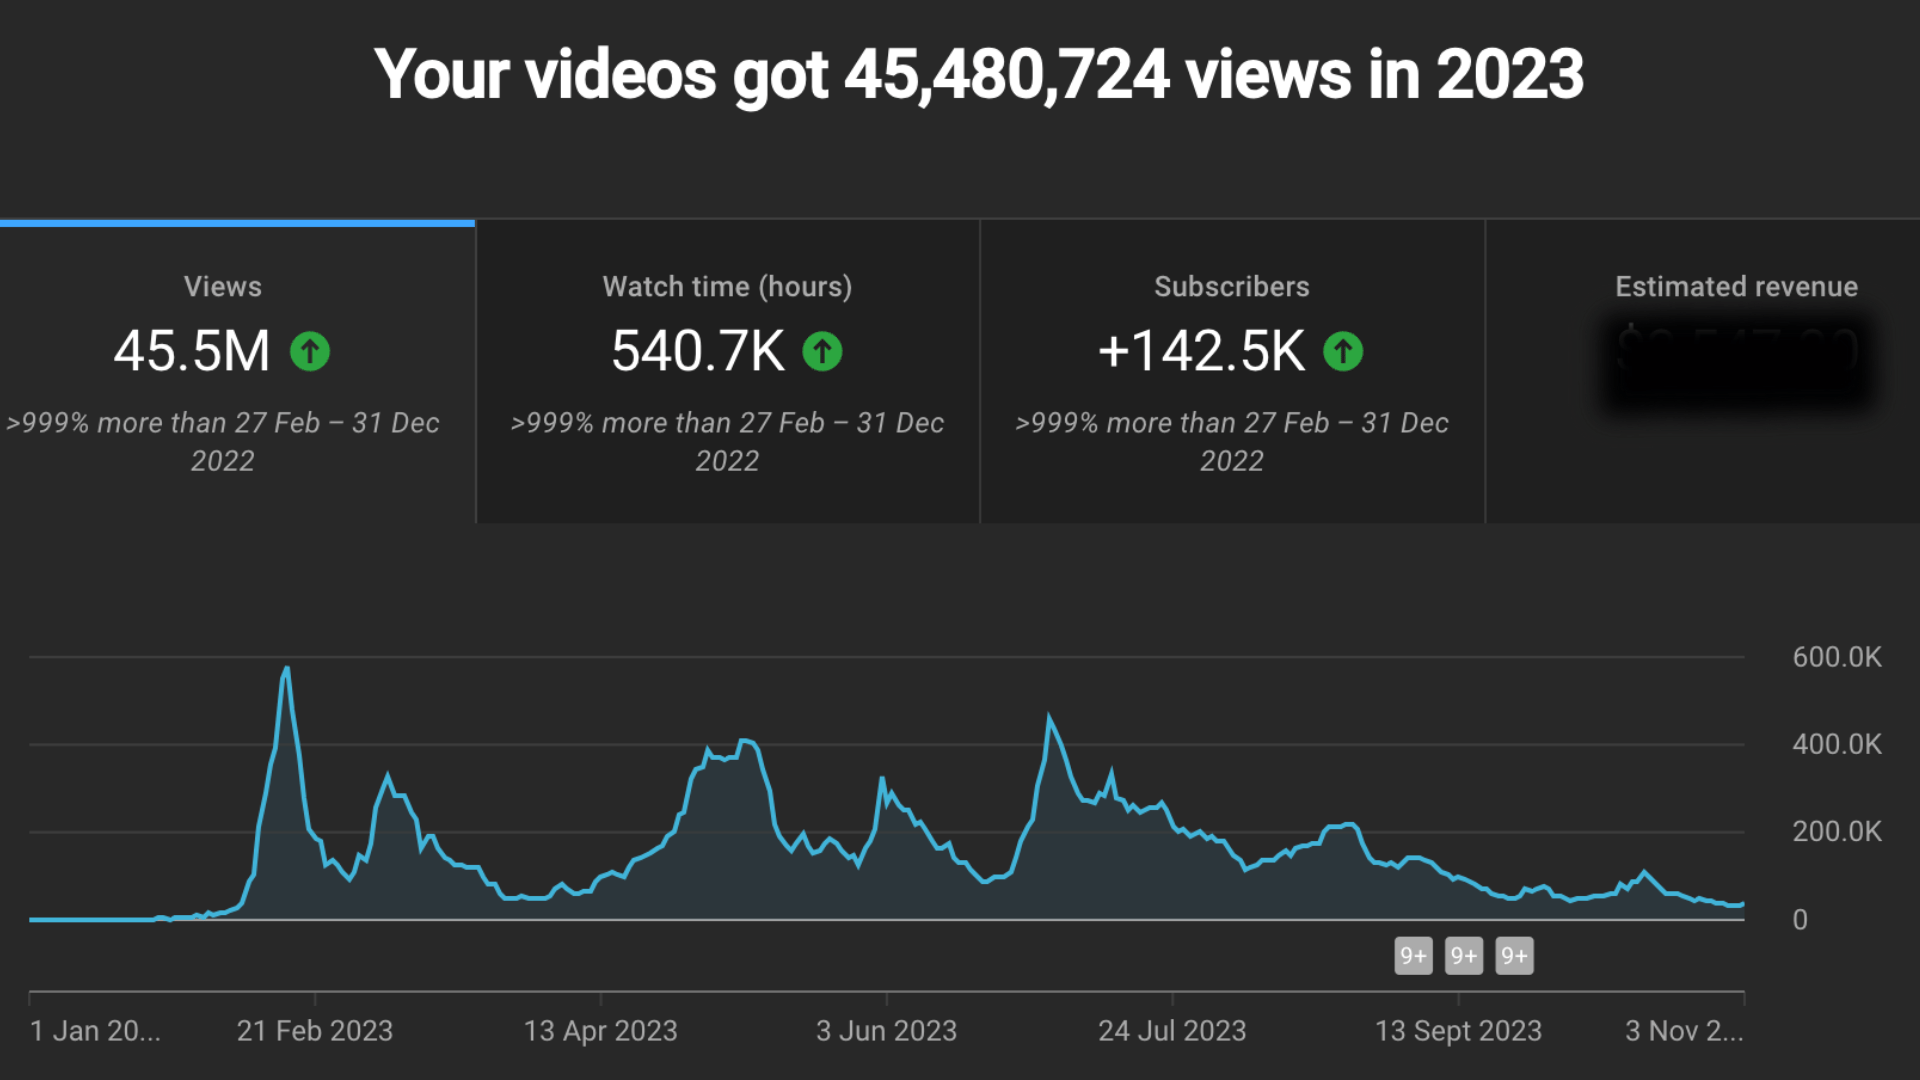 Your videos got 45,480,724 views in 2023
Views
45.5M
>999% more than 27 Feb – 31 Dec
2022
Watch time (hours)
540.7K
>999% more than 27 Feb – 31 Dec
2022
Subscribers
+142.5K
>999% more than 27 Feb – 31 Dec
2022
Estimated revenue
600.0K
400.0K
200.0K
0
9+ 9+ 9+
1 Jan 20... 21 Feb 2023 13 Apr 2023 3 Jun 2023 24 Jul 2023 13 Sept 2023 3 Nov 2...